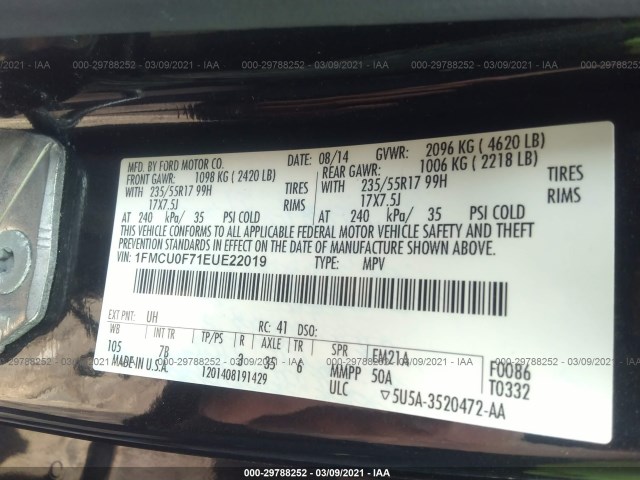 000-29788252 - 03/09/2021 - IAA
MFD. BY FORD MOTOR CO.
DATE: 08/14 GVWR: 2096 KG ( 4620 LB)
FRONT GAWR: 1098 KG ( 2420 LB)
REAR GAWR: 1006 KG ( 2218 LB)
WITH 235/55R17 99H TIRES
WITH 235/55R17 99H TIRES
17X7.5J RIMS
17X7.5J RIMS
AT 240 kPa/ 35 PSI COLD
AT 240 kPa/ 35 PSI COLD
THIS VEHICLE CONFORMS TO ALL APPLICABLE FEDERAL MOTOR VEHICLE SAFETY AND THEFT
PREVENTION STANDARDS IN EFFECT ON THE DATE OF MANUFACTURE SHOWN ABOVE.
VIN: 1FMCU0F71EUE22019 TYPE: MPV
EXT PNT: UH RC: 41 DSO:
WB INT TR TP/PS R AXLE TR SPR
105 7B 3 35 6 EM21A F0086
MMPP 50A T0332
MADE IN U.S.A. 1201408191429 ULC 5U5A-3520472-AA
000-29788252 - 03/09/2021 - IAA